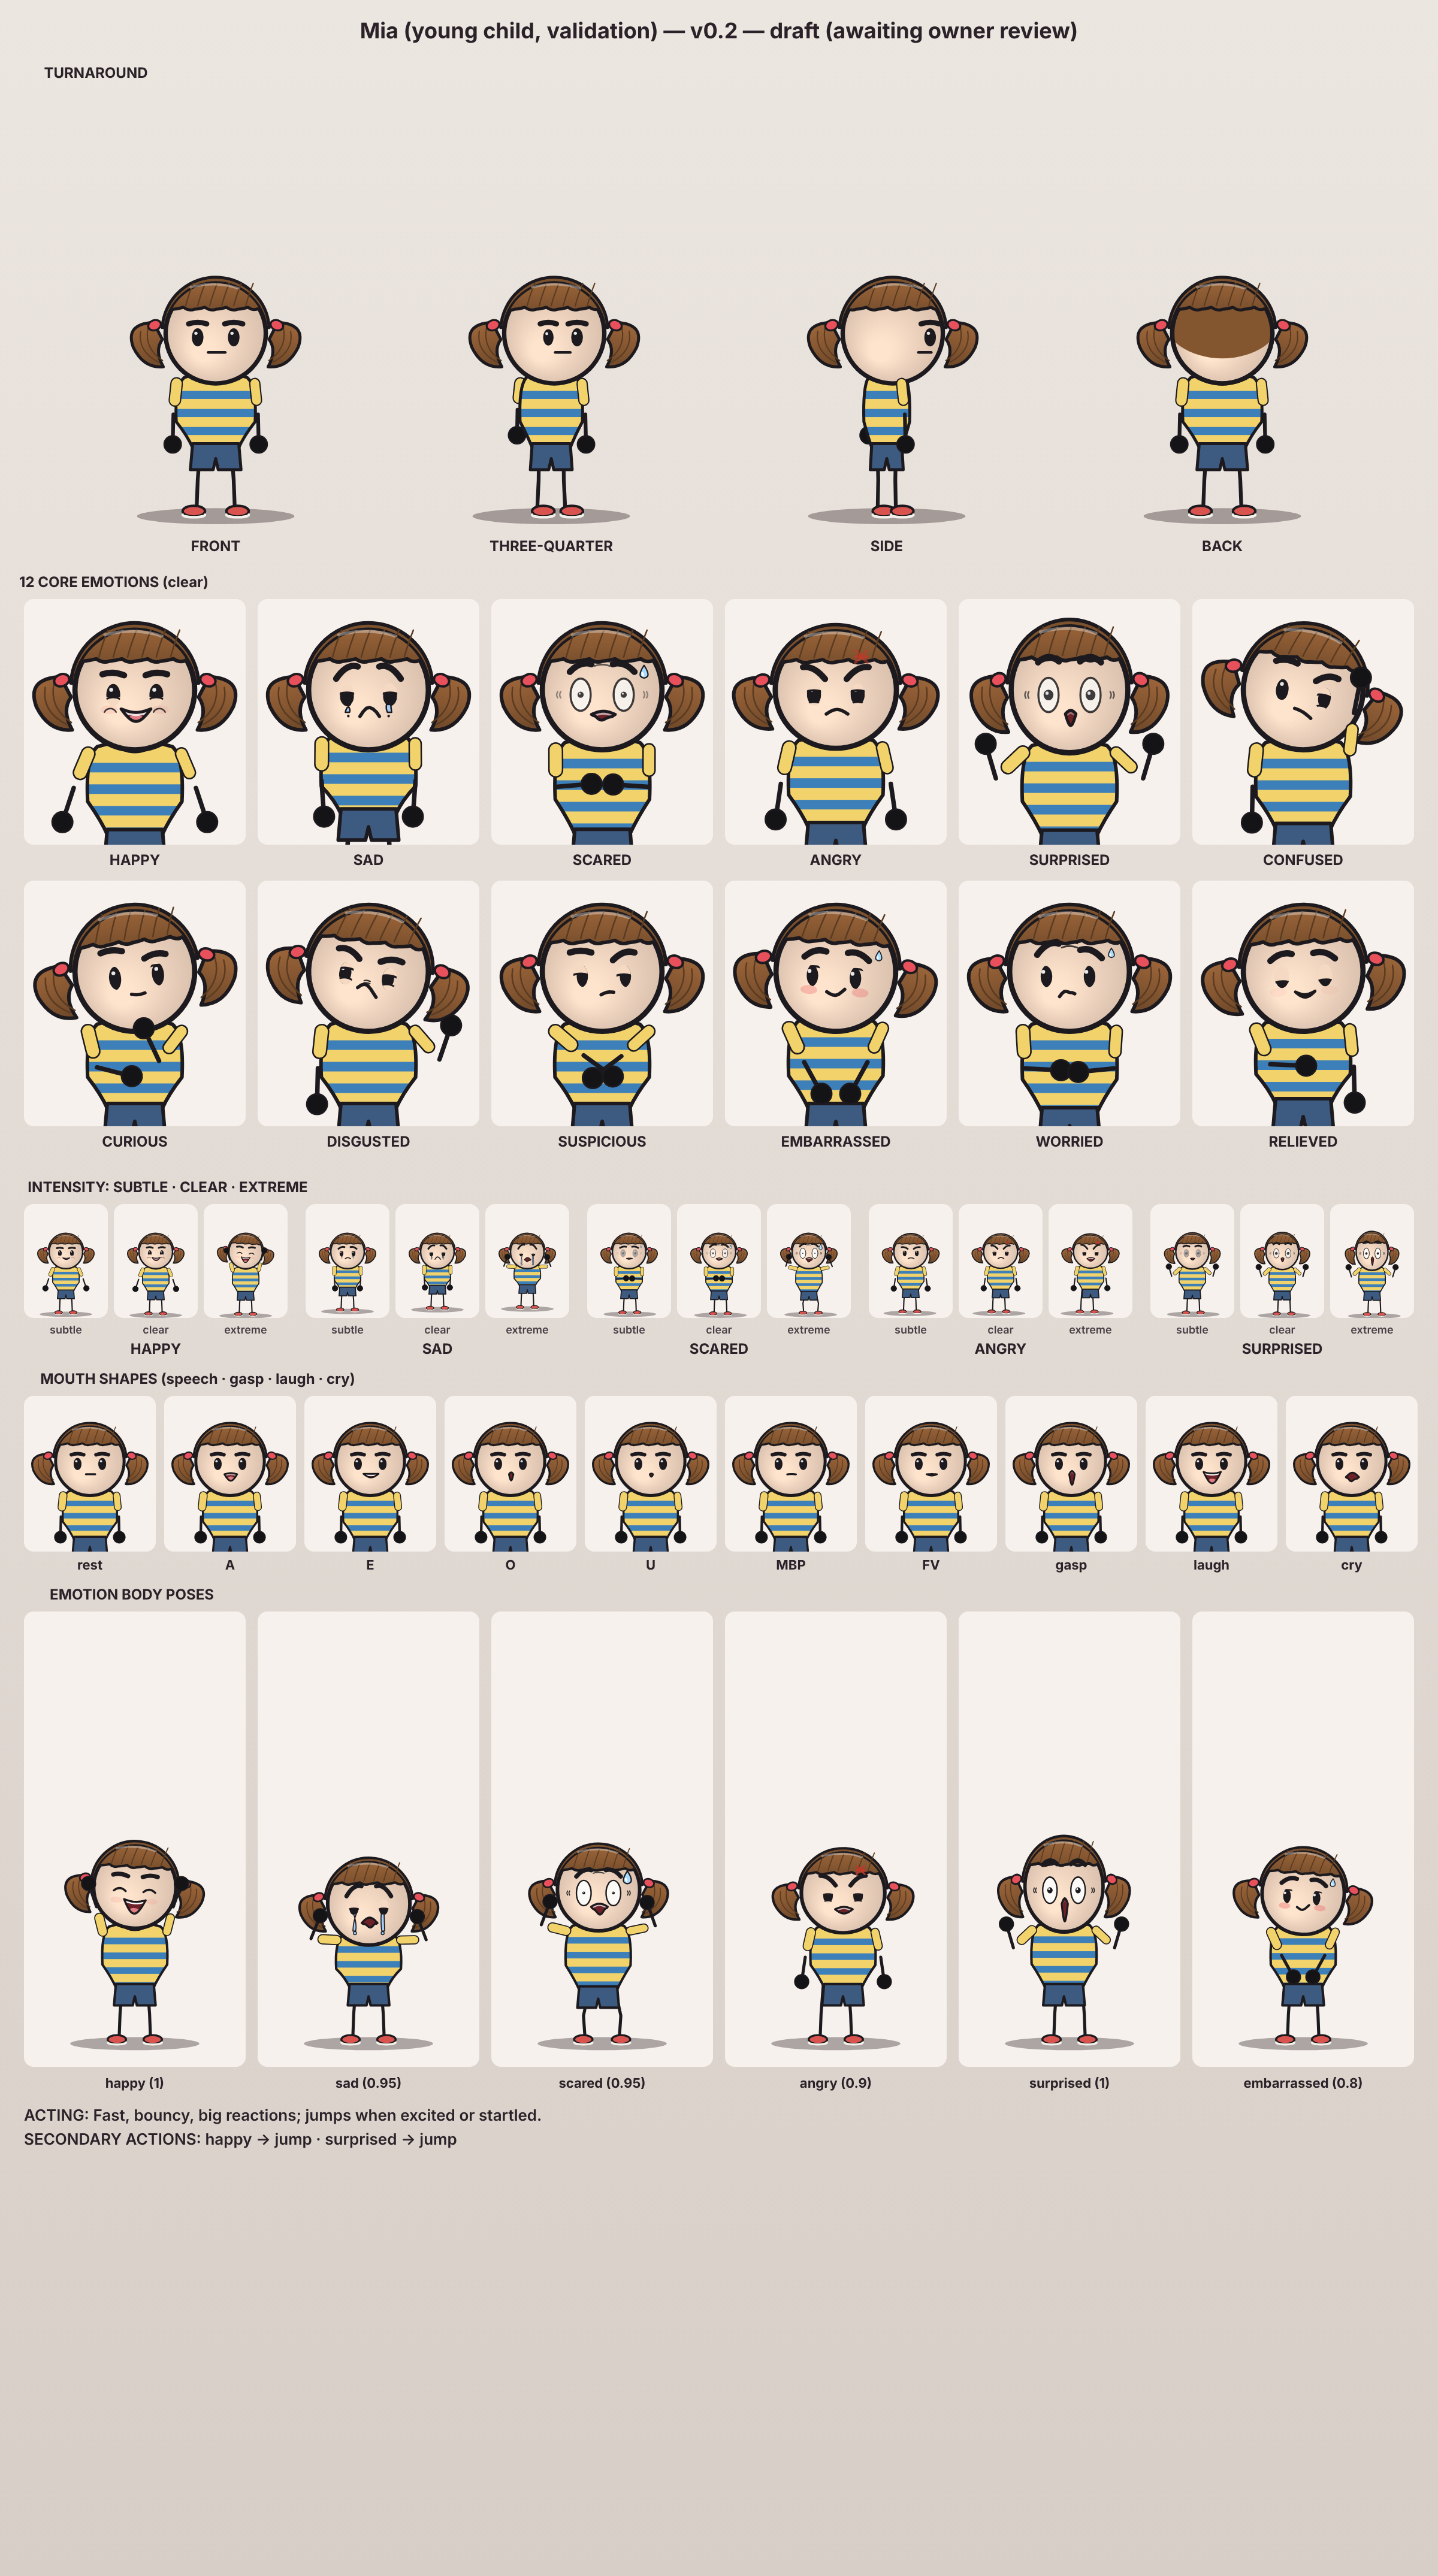 Mia (young child, validation) — v0.2 — draft (awaiting owner review)
TURNAROUND
FRONT THREE-QUARTER SIDE BACK
12 CORE EMOTIONS (clear)
HAPPY SAD SCARED ANGRY SURPRISED CONFUSED
CURIOUS DISGUSTED SUSPICIOUS EMBARRASSED WORRIED RELIEVED
INTENSITY: SUBTLE · CLEAR · EXTREME
subtle clear extreme subtle clear extreme subtle clear extreme subtle clear extreme subtle clear extreme
HAPPY SAD SCARED ANGRY SURPRISED
MOUTH SHAPES (speech · gasp · laugh · cry)
rest A E O U MBP FV gasp laugh cry
EMOTION BODY POSES
happy (1) sad (0.95) scared (0.95) angry (0.9) surprised (1) embarrassed (0.8)
ACTING: Fast, bouncy, big reactions; jumps when excited or startled.
SECONDARY ACTIONS: happy → jump · surprised → jump